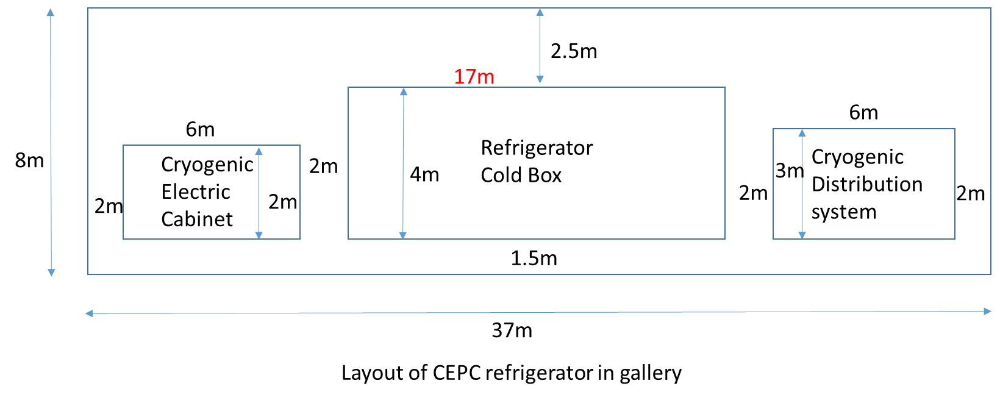 2.5m
17m
6m
6m
8m
Refrigerator
Cold Box
Cryogenic
Electric
Cabinet
2m
4m
3m
Cryogenic
Distribution
system
2m
2m
2m
2m
1.5m
37m
Layout of CEPC refrigerator in gallery